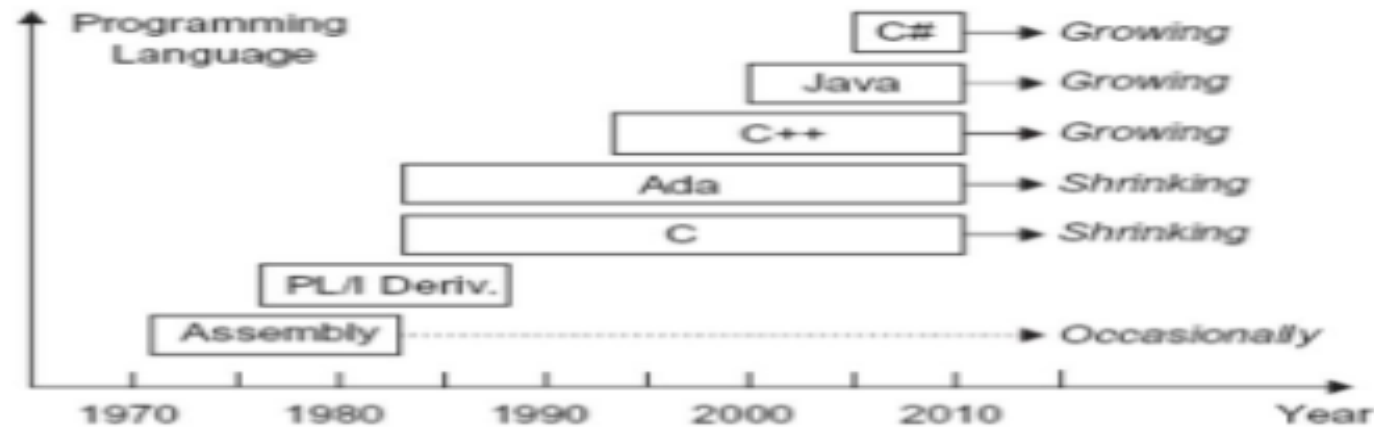 Programming
Language
C#
Growing
Java
Growing
C++
Growing
Ada
Shrinking
C
Shrinking
PL/I Deriv.
Assembly
Occasionally
1970 1980 1990 2000 2010 Year